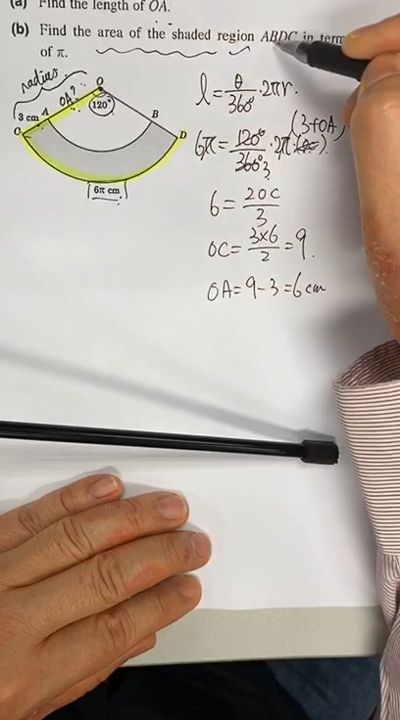 (a) Find the length of OA.
(b) Find the area of the shaded region ABDC in term
of π.
radius
O
OA?
120°
3 cm
A
B
C
D
6π cm
l = θ/360° · 2πr.
(3+OA)
6π = 120°/360° 3 · 2π
6 = 2OC/3
OC = 3×6/2 = 9.
OA = 9 - 3 = 6 cm